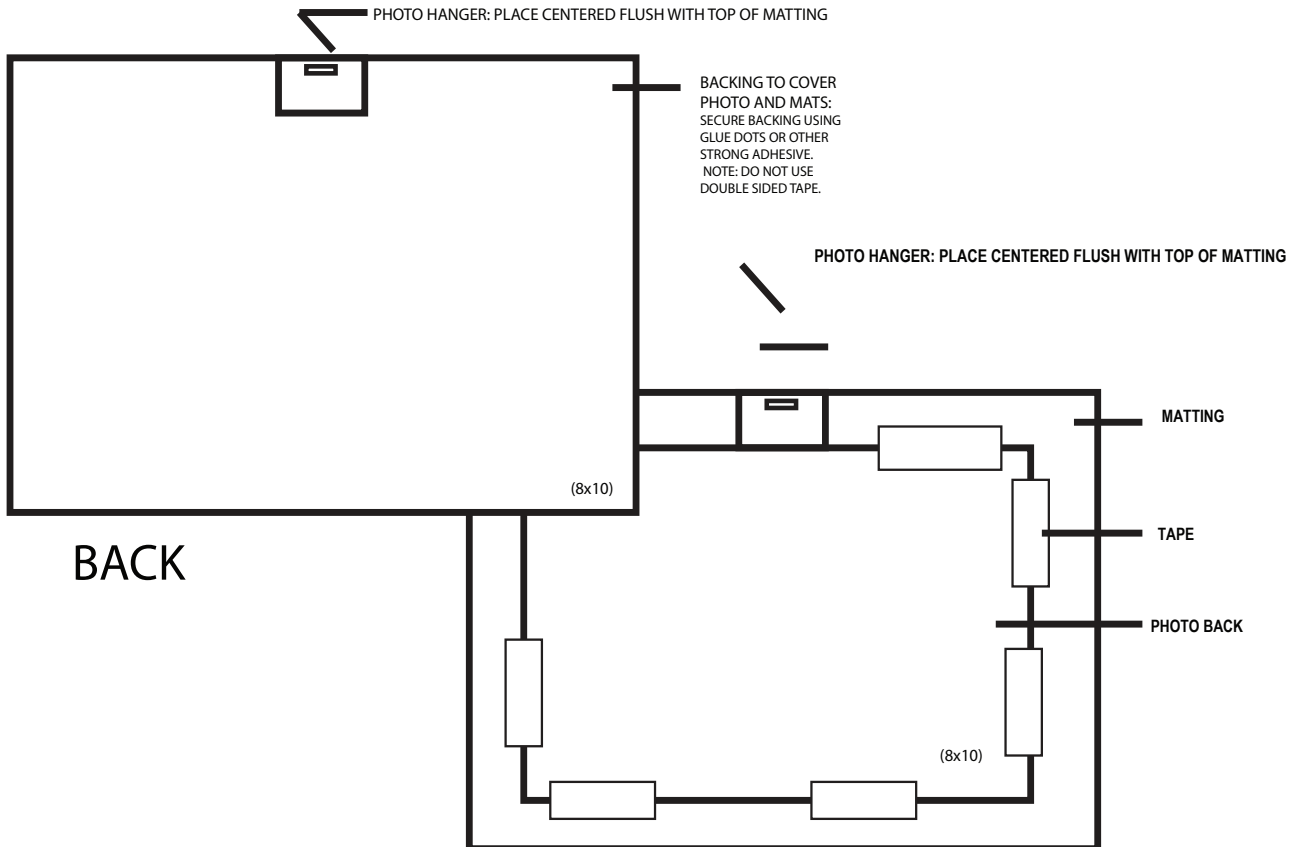 PHOTO HANGER: PLACE CENTERED FLUSH WITH TOP OF MATTING
BACKING TO COVER
PHOTO AND MATS:
SECURE BACKING USING
GLUE DOTS OR OTHER
STRONG ADHESIVE.
NOTE: DO NOT USE
DOUBLE SIDED TAPE.
PHOTO HANGER: PLACE CENTERED FLUSH WITH TOP OF MATTING
MATTING
(8x10)
TAPE
BACK
PHOTO BACK
(8x10)